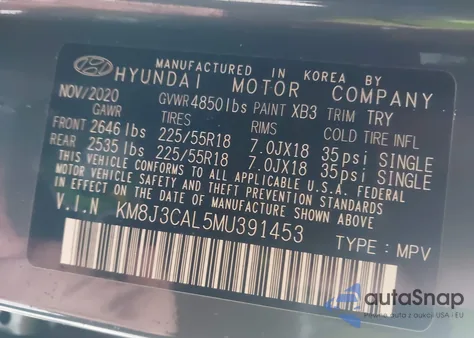 MANUFACTURED IN KOREA BY
HYUNDAI MOTOR COMPANY
NOV/2020 GVWR 4850 lbs PAINT XB3 TRIM TRY
GAWR TIRES RIMS COLD TIRE INFL
FRONT 2646 lbs 225/55R18 7.0JX18 35psi SINGLE
REAR 2535 lbs 225/55R18 7.0JX18 35psi SINGLE
THIS VEHICLE CONFORMS TO ALL APPLICABLE U.S.A. FEDERAL
MOTOR VEHICLE SAFETY AND THEFT PREVENTION STANDARDS
IN EFFECT ON THE DATE OF MANUFACTURE SHOWN ABOVE
V.I.N KM8J3CAL5MU391453
TYPE : MPV
autoSnap